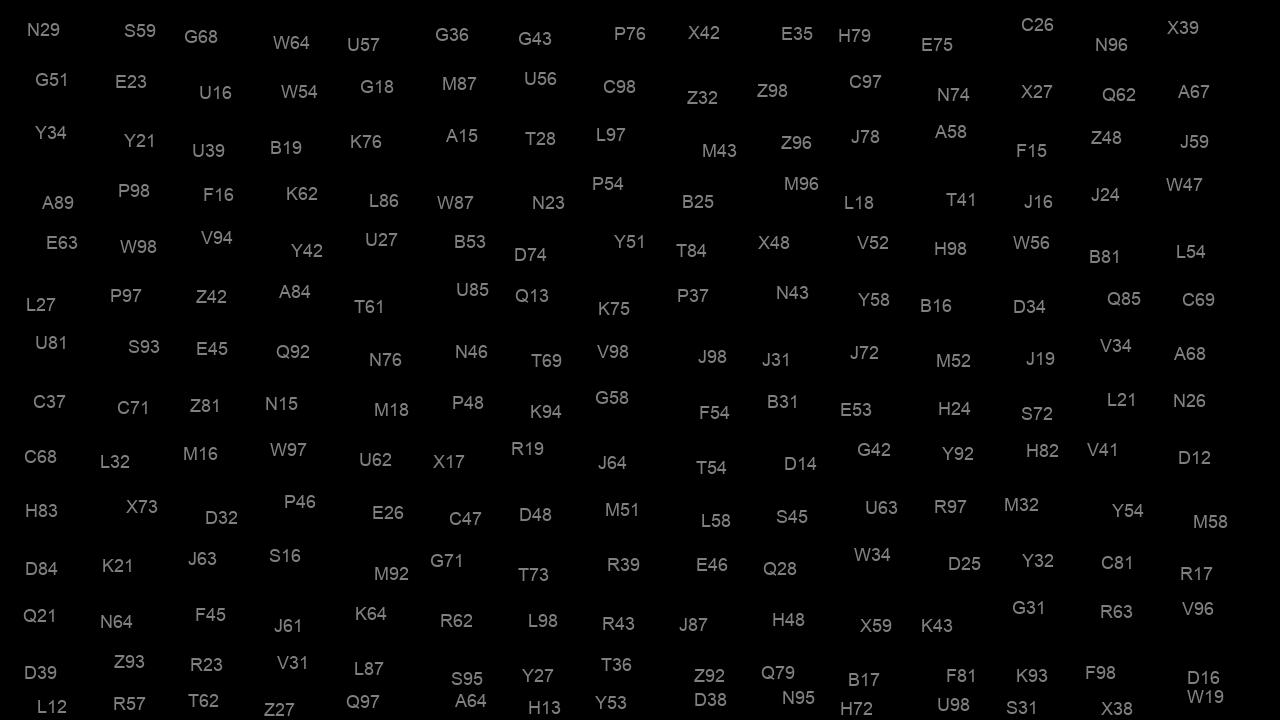 N29 S59 G68 W64 U57 G36 G43 P76 X42 E35 H79 E75 C26 N96 X39
G51 E23 U16 W54 G18 M87 U56 C98 Z32 Z98 C97 N74 X27 Q62 A67
Y34 Y21 U39 B19 K76 A15 T28 L97 M43 Z96 J78 A58 F15 Z48 J59
A89 P98 F16 K62 L86 W87 N23 P54 B25 M96 L18 T41 J16 J24 W47
E63 W98 V94 Y42 U27 B53 D74 Y51 T84 X48 V52 H98 W56 B81 L54
L27 P97 Z42 A84 T61 U85 Q13 K75 P37 N43 Y58 B16 D34 Q85 C69
U81 S93 E45 Q92 N76 N46 T69 V98 J98 J31 J72 M52 J19 V34 A68
C37 C71 Z81 N15 M18 P48 K94 G58 F54 B31 E53 H24 S72 L21 N26
C68 L32 M16 W97 U62 X17 R19 J64 T54 D14 G42 Y92 H82 V41 D12
H83 X73 D32 P46 E26 C47 D48 M51 L58 S45 U63 R97 M32 Y54 M58
D84 K21 J63 S16 M92 G71 T73 R39 E46 Q28 W34 D25 Y32 C81 R17
Q21 N64 F45 J61 K64 R62 L98 R43 J87 H48 X59 K43 G31 R63 V96
D39 Z93 R23 V31 L87 S95 Y27 T36 Z92 Q79 B17 F81 K93 F98 D16
L12 R57 T62 Z27 Q97 A64 H13 Y53 D38 N95 H72 U98 S31 X38 W19